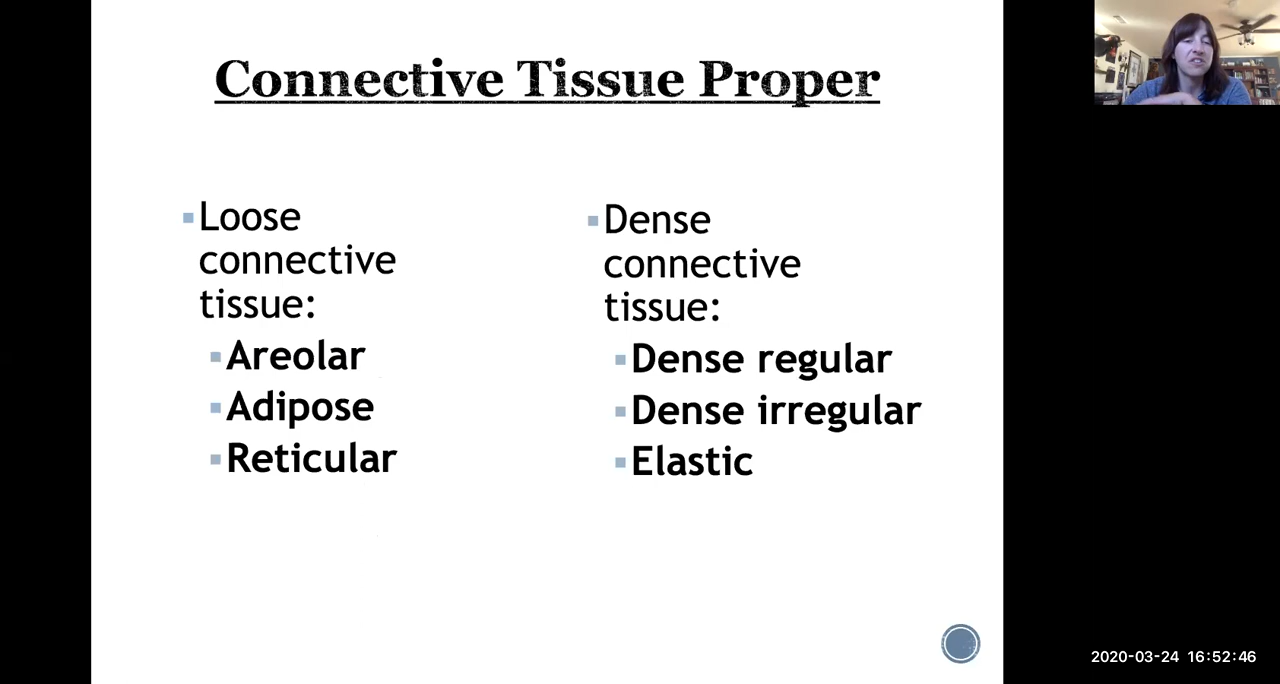 Connective Tissue Proper
Loose
connective
tissue:
Areolar
Adipose
Reticular
Dense
connective
tissue:
Dense regular
Dense irregular
Elastic
2020-03-24 16:52:46